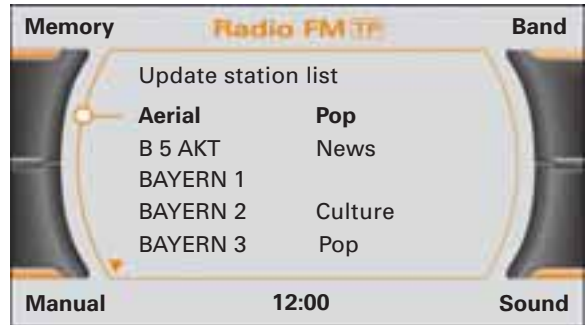 Memory Radio FM TP Band
Update station list
Aerial Pop
B 5 AKT News
BAYERN 1
BAYERN 2 Culture
BAYERN 3 Pop
Manual 12:00 Sound